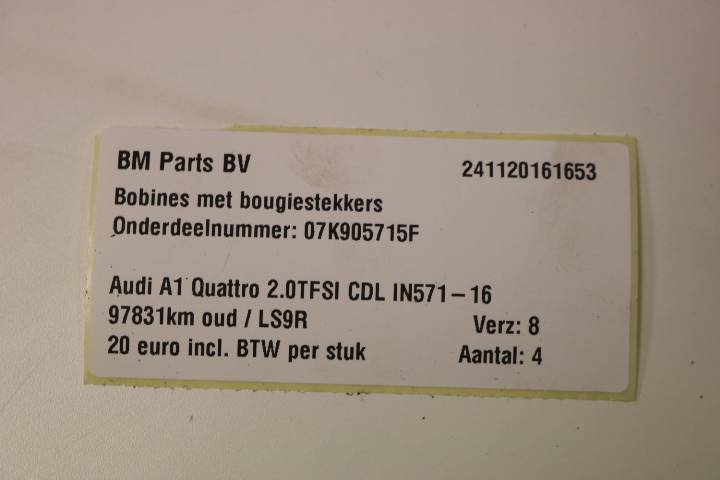 BM Parts BV 241120161653
Bobines met bougiestekkers
Onderdeelnummer: 07K905715F
Audi A1 Quattro 2.0TFSI CDL IN571-16
97831km oud / LS9R Verz: 8
20 euro incl. BTW per stuk Aantal: 4